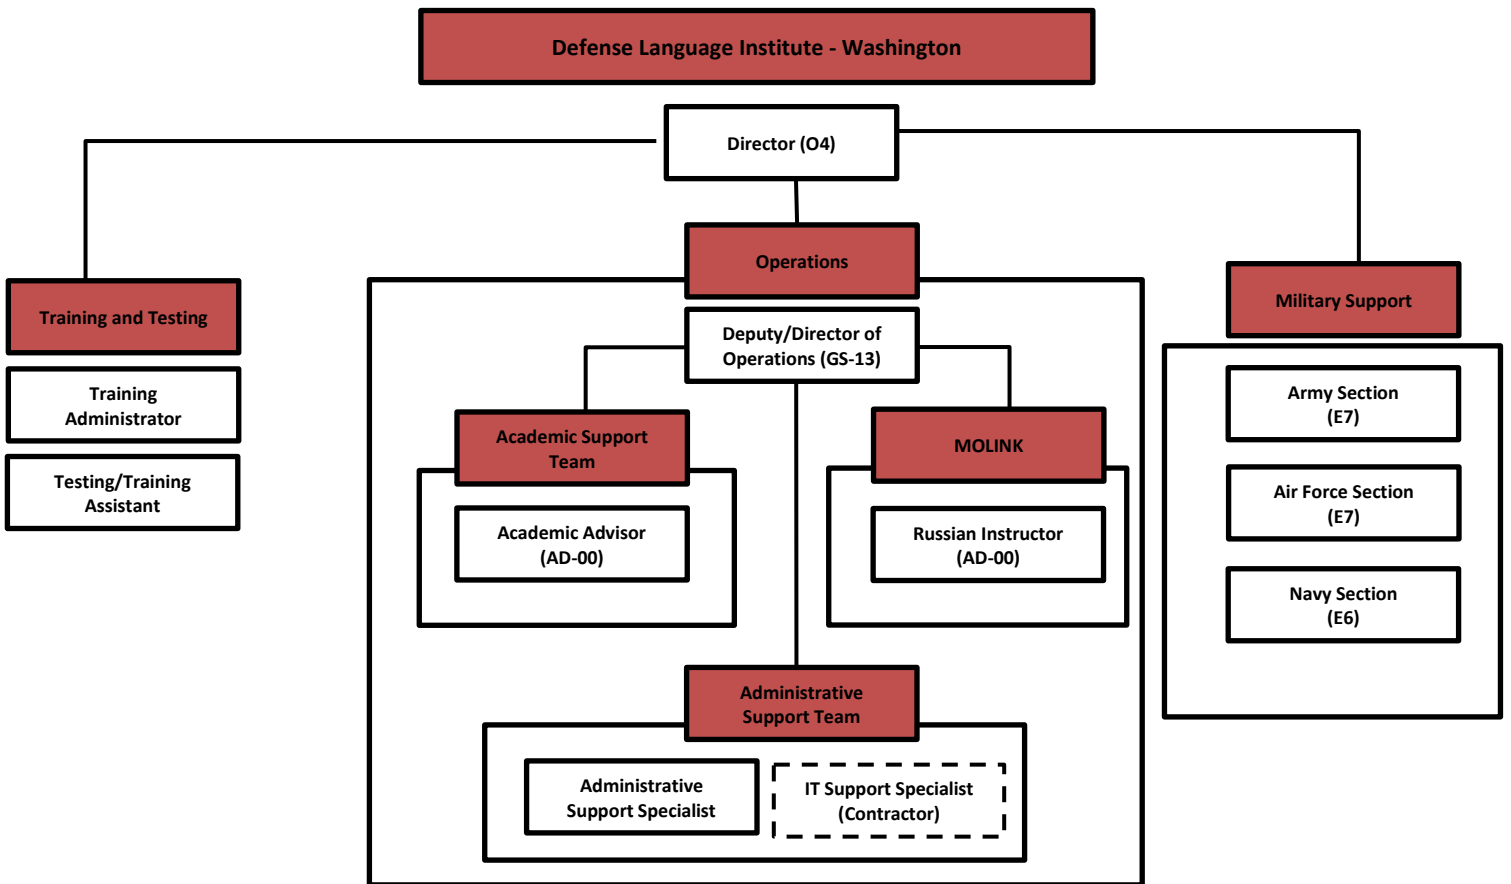 Defense Language Institute - Washington
Director (O4)
Operations
Training and Testing
Training
Administrator
Testing/Training
Assistant
Deputy/Director of
Operations (GS-13)
Academic Support
Team
Academic Advisor
(AD-00)
MOLINK
Russian Instructor
(AD-00)
Administrative
Support Team
Administrative
Support Specialist
IT Support Specialist
(Contractor)
Military Support
Army Section
(E7)
Air Force Section
(E7)
Navy Section
(E6)